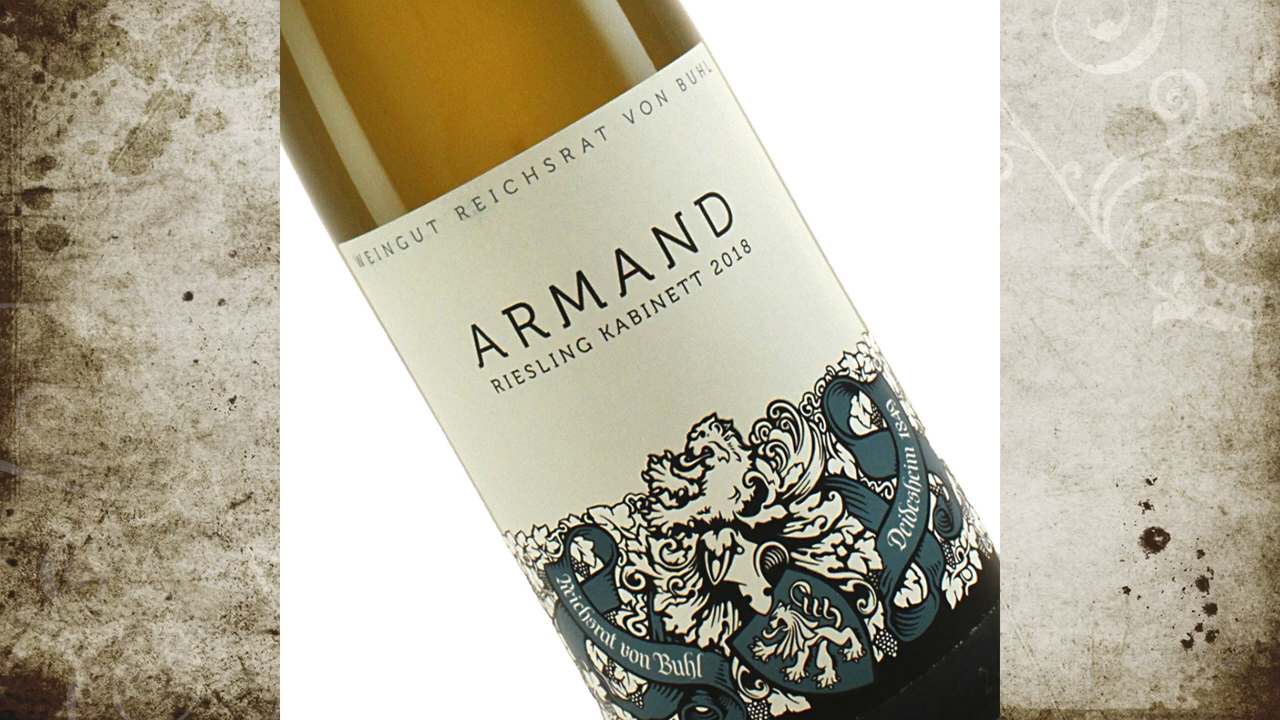 WEINGUT REICHSRAT VON BUHL
ARMAND
RIESLING KABINETT 2018
Reichsrat von Buhl
Deidesheim 1849